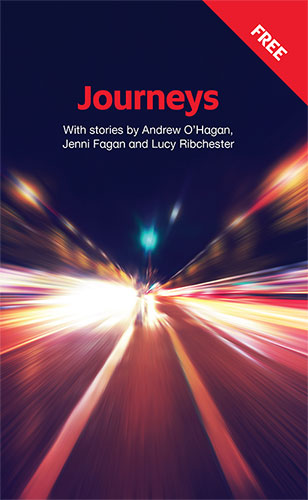 FREE
Journeys
With stories by Andrew O'Hagan,
Jenni Fagan and Lucy Ribchester